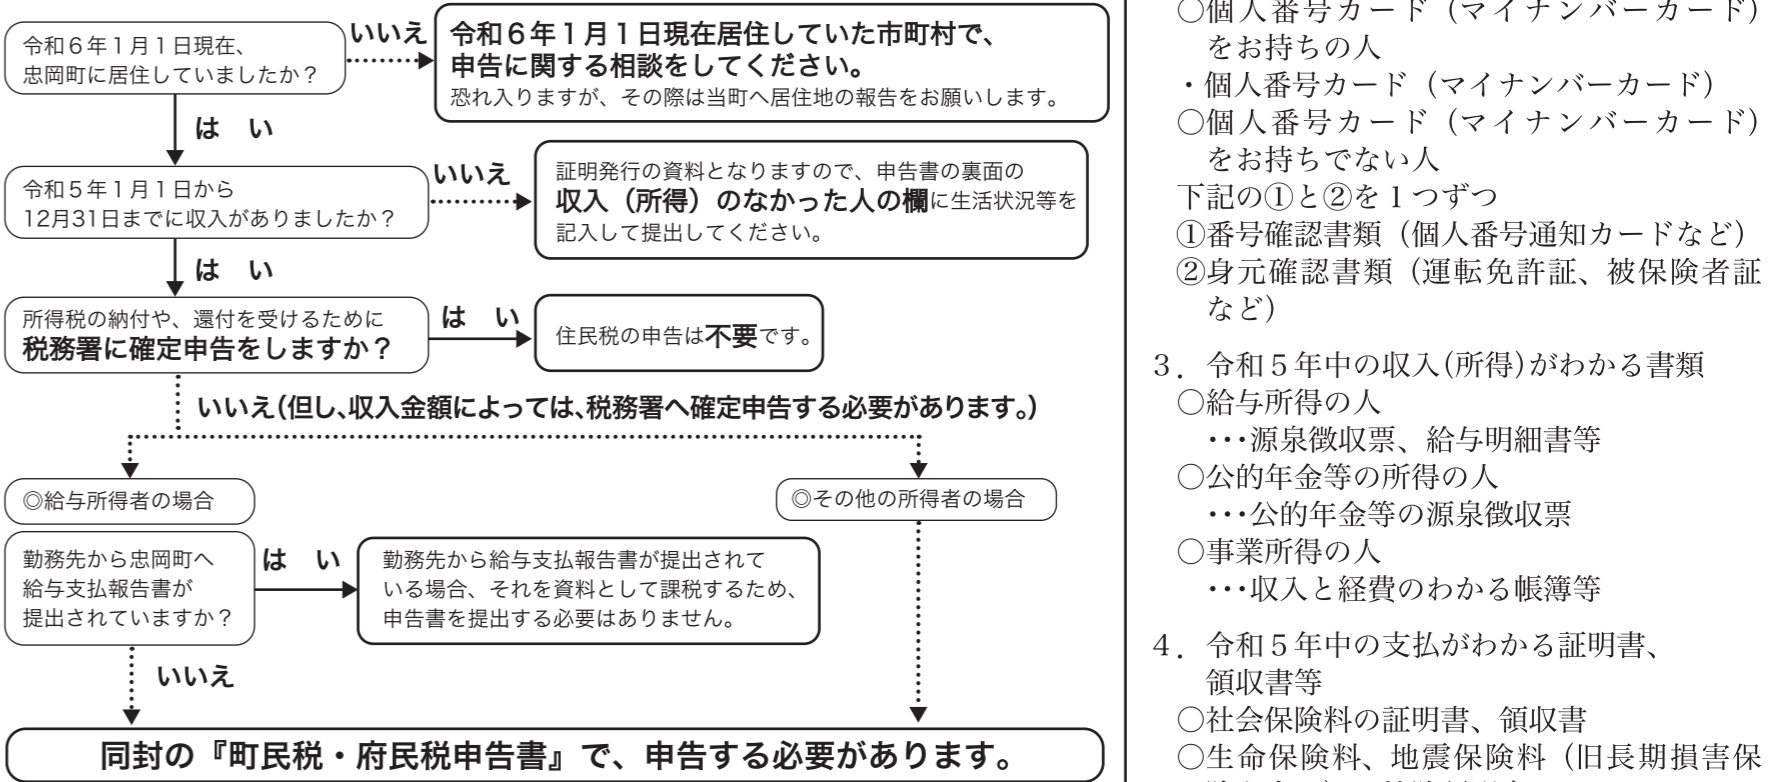 令和６年１月１日現在、
忠岡町に居住していましたか？
いいえ
令和６年１月１日現在居住していた市町村で、
申告に関する相談をしてください。
恐れ入りますが、その際は当町へ居住地の報告をお願いします。
は　い
令和５年１月１日から
12月31日までに収入がありましたか？
いいえ
証明発行の資料となりますので、申告書の裏面の
収入（所得）のなかった人の欄に生活状況等を
記入して提出してください。
は　い
所得税の納付や、還付を受けるために
税務署に確定申告をしますか？
は　い
住民税の申告は不要です。
いいえ（但し、収入金額によっては、税務署へ確定申告する必要があります。）
◎給与所得者の場合
◎その他の所得者の場合
勤務先から忠岡町へ
給与支払報告書が
提出されていますか？
は　い
勤務先から給与支払報告書が提出されて
いる場合、それを資料として課税するため、
申告書を提出する必要はありません。
いいえ
同封の『町民税・府民税申告書』で、申告する必要があります。
○個人番号カード（マイナンバーカード）
をお持ちの人
・個人番号カード（マイナンバーカード）
○個人番号カード（マイナンバーカード）
をお持ちでない人
下記の①と②を１つずつ
①番号確認書類（個人番号通知カードなど）
②身元確認書類（運転免許証、被保険者証
など）
３．令和５年中の収入(所得)がわかる書類
○給与所得の人
…源泉徴収票、給与明細書等
○公的年金等の所得の人
…公的年金等の源泉徴収票
○事業所得の人
…収入と経費のわかる帳簿等
４．令和５年中の支払がわかる証明書、
領収書等
○社会保険料の証明書、領収書
○生命保険料、地震保険料（旧長期損害保